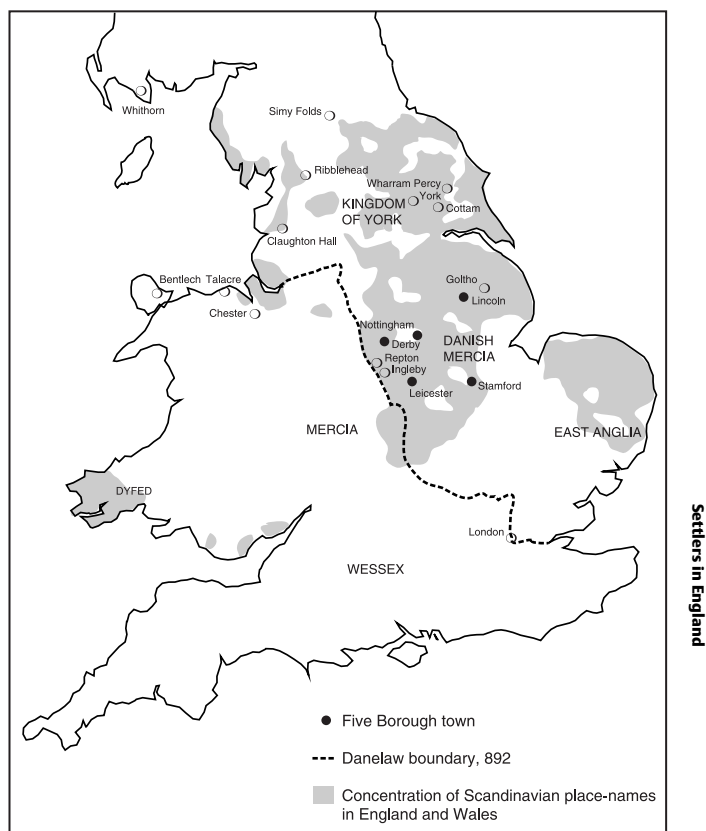 Whithorn
Simy Folds
Ribblehead
Wharram Percy
York
KINGDOM
OF YORK
Cottam
Claughton Hall
Bentlech Talacre
Chester
Goltho
Lincoln
Nottingham
Derby
DANISH
MERCIA
Repton
Ingleby
Leicester
Stamford
MERCIA
EAST ANGLIA
DYFED
London
WESSEX
Five Borough town
Danelaw boundary, 892
Concentration of Scandinavian place-names
in England and Wales
Settlers in England